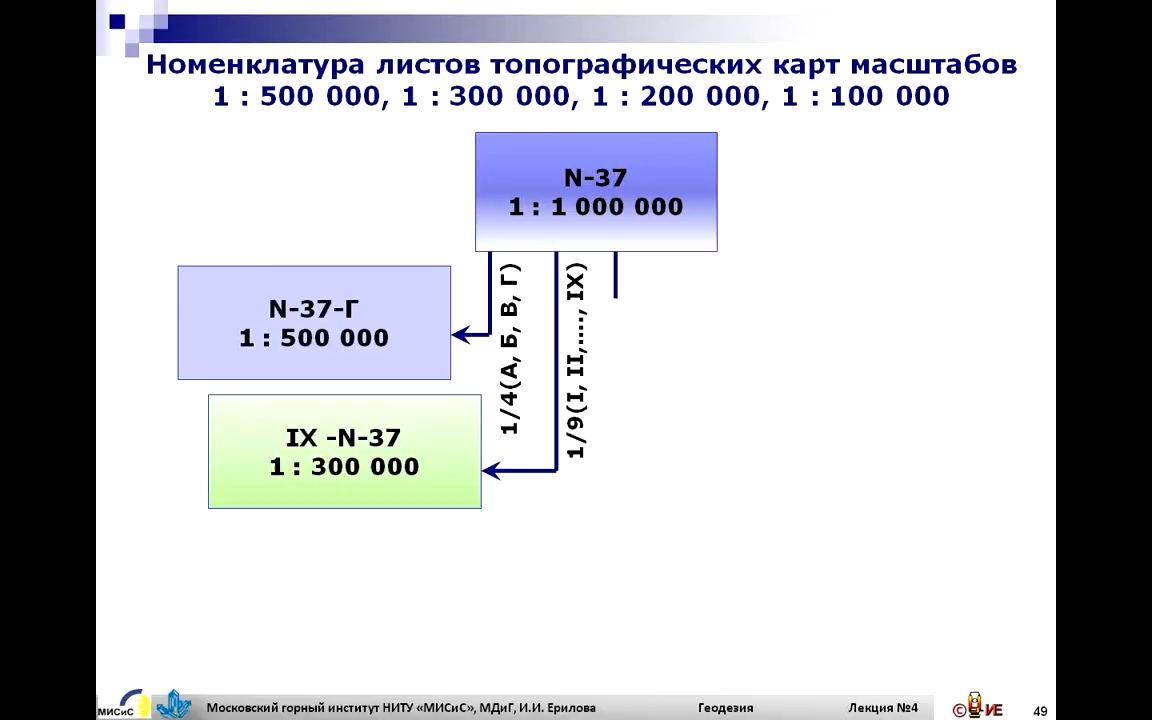 Номенклатура листов топографических карт масштабов
1 : 500 000, 1 : 300 000, 1 : 200 000, 1 : 100 000
N-37
1 : 1 000 000
N-37-Г
1 : 500 000
1/4(А, Б, В, Г)
1/9(I, II,...., IX)
IX -N-37
1 : 300 000
МИСиС
Московский горный институт НИТУ «МИСиС», МДиГ, И.И. Ерилова
Геодезия
Лекция №4
© ИЕ
49